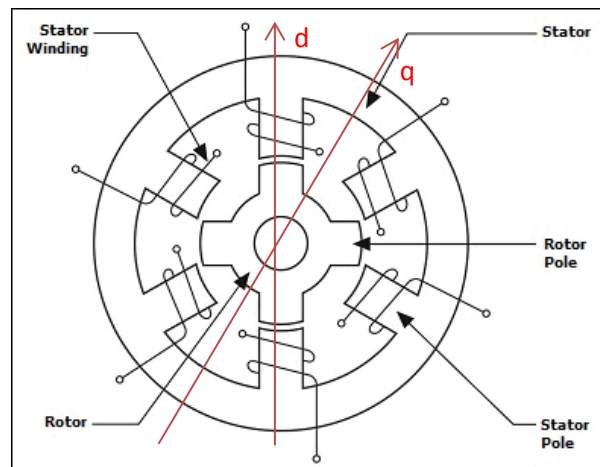 Stator
Winding
d
q
Stator
Rotor
Pole
Rotor
Stator
Pole